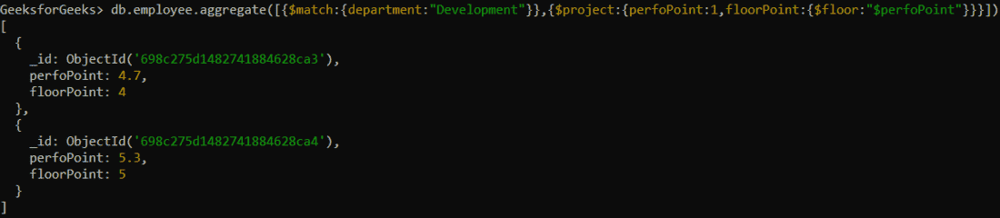 GeeksforGeeks> db.employee.aggregate([{$match:{department:"Development"}},{$project:{perfoPoint:1,floorPoint:{$floor:"$perfoPoint"}}}])
[
  {
    _id: ObjectId('698c275d1482741884628ca3'),
    perfoPoint: 4.7,
    floorPoint: 4
  },
  {
    _id: ObjectId('698c275d1482741884628ca4'),
    perfoPoint: 5.3,
    floorPoint: 5
  }
]